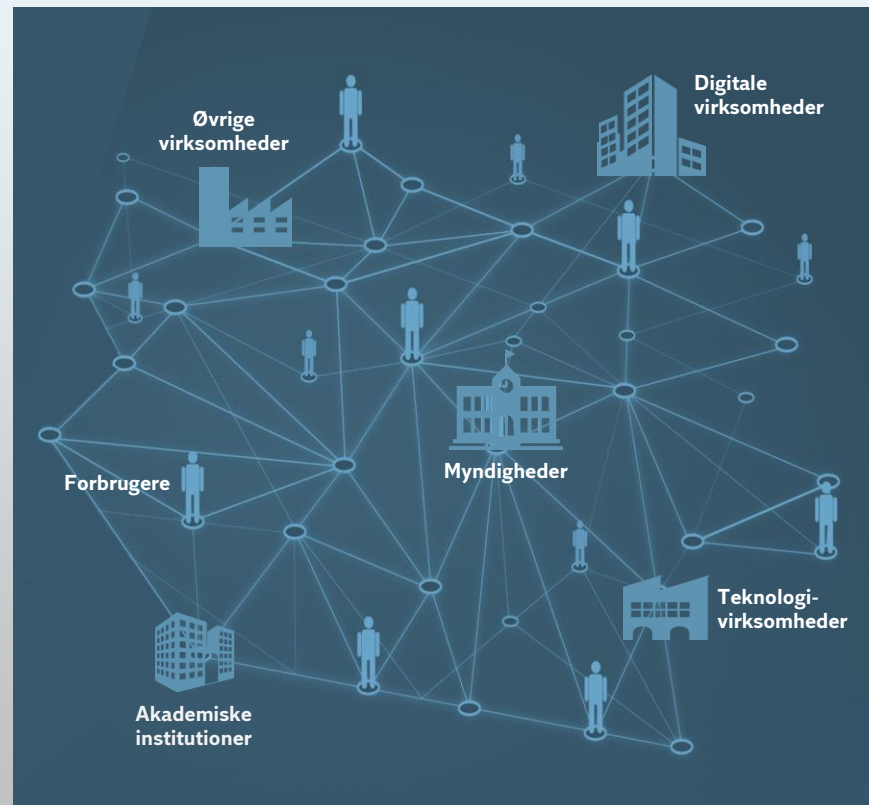 Digitale
virksomheder
Øvrige
virksomheder
Forbrugere
Myndigheder
Teknologi-
virksomheder
Akademiske
institutioner